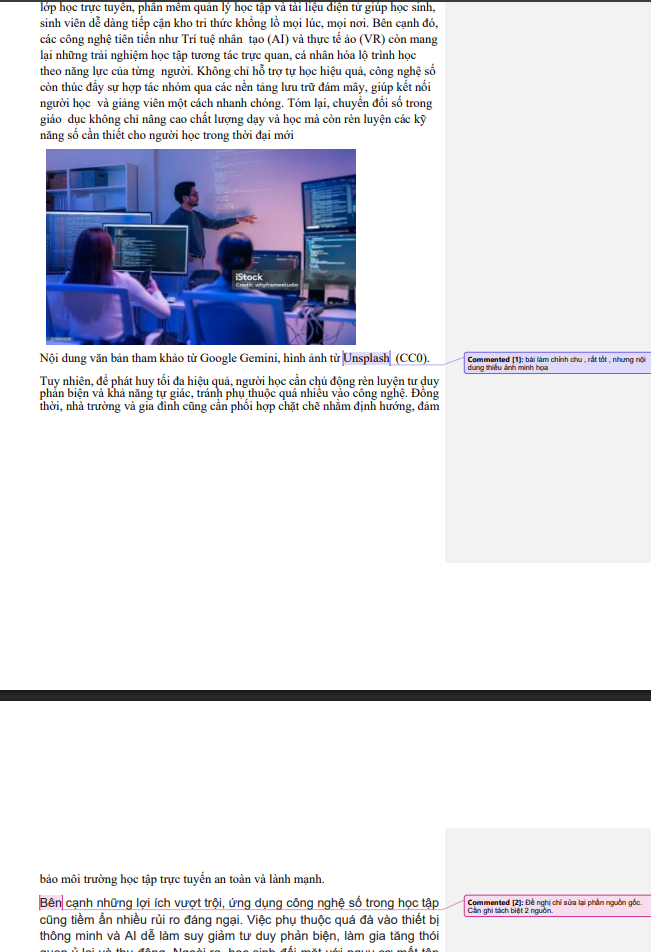 lớp học trực tuyến, phần mềm quản lý học tập và tài liệu điện tử giúp học sinh,
sinh viên dễ dàng tiếp cận kho tri thức khổng lồ mọi lúc, mọi nơi. Bên cạnh đó,
các công nghệ tiên tiến như Trí tuệ nhân tạo (AI) và thực tế ảo (VR) còn mang
lại những trải nghiệm học tập tương tác trực quan, cá nhân hóa lộ trình học
theo năng lực của từng người. Không chỉ hỗ trợ tự học hiệu quả, công nghệ số
còn thúc đẩy sự hợp tác nhóm qua các nền tảng lưu trữ đám mây, giúp kết nối
người học và giảng viên một cách nhanh chóng. Tóm lại, chuyển đổi số trong
giáo dục không chỉ nâng cao chất lượng dạy và học mà còn rèn luyện các kỹ
năng số cần thiết cho người học trong thời đại mới
iStock
Credit: whyframestudio
Nội dung văn bản tham khảo từ Google Gemini, hình ảnh từ Unsplash (CC0).
Commented [1]: bài làm chỉnh chu , rất tốt , nhưng nội
dung thiếu ảnh minh họa
Tuy nhiên, để phát huy tối đa hiệu quả, người học cần chủ động rèn luyện tư duy
phản biện và khả năng tự giác, tránh phụ thuộc quá nhiều vào công nghệ. Đồng
thời, nhà trường và gia đình cũng cần phối hợp chặt chẽ nhằm định hướng, đảm
bảo môi trường học tập trực tuyến an toàn và lành mạnh.
Bên cạnh những lợi ích vượt trội, ứng dụng công nghệ số trong học tập
cũng tiềm ẩn nhiều rủi ro đáng ngại. Việc phụ thuộc quá đà vào thiết bị
thông minh và AI dễ làm suy giảm tư duy phản biện, làm gia tăng thói
quen ỷ lại và thụ động. Ngoài ra, học sinh đối mặt với nguy cơ mất tập
Commented [2]: Đề nghị chỉ sửa lại phần nguồn gốc.
Cần ghi tách biệt 2 nguồn.